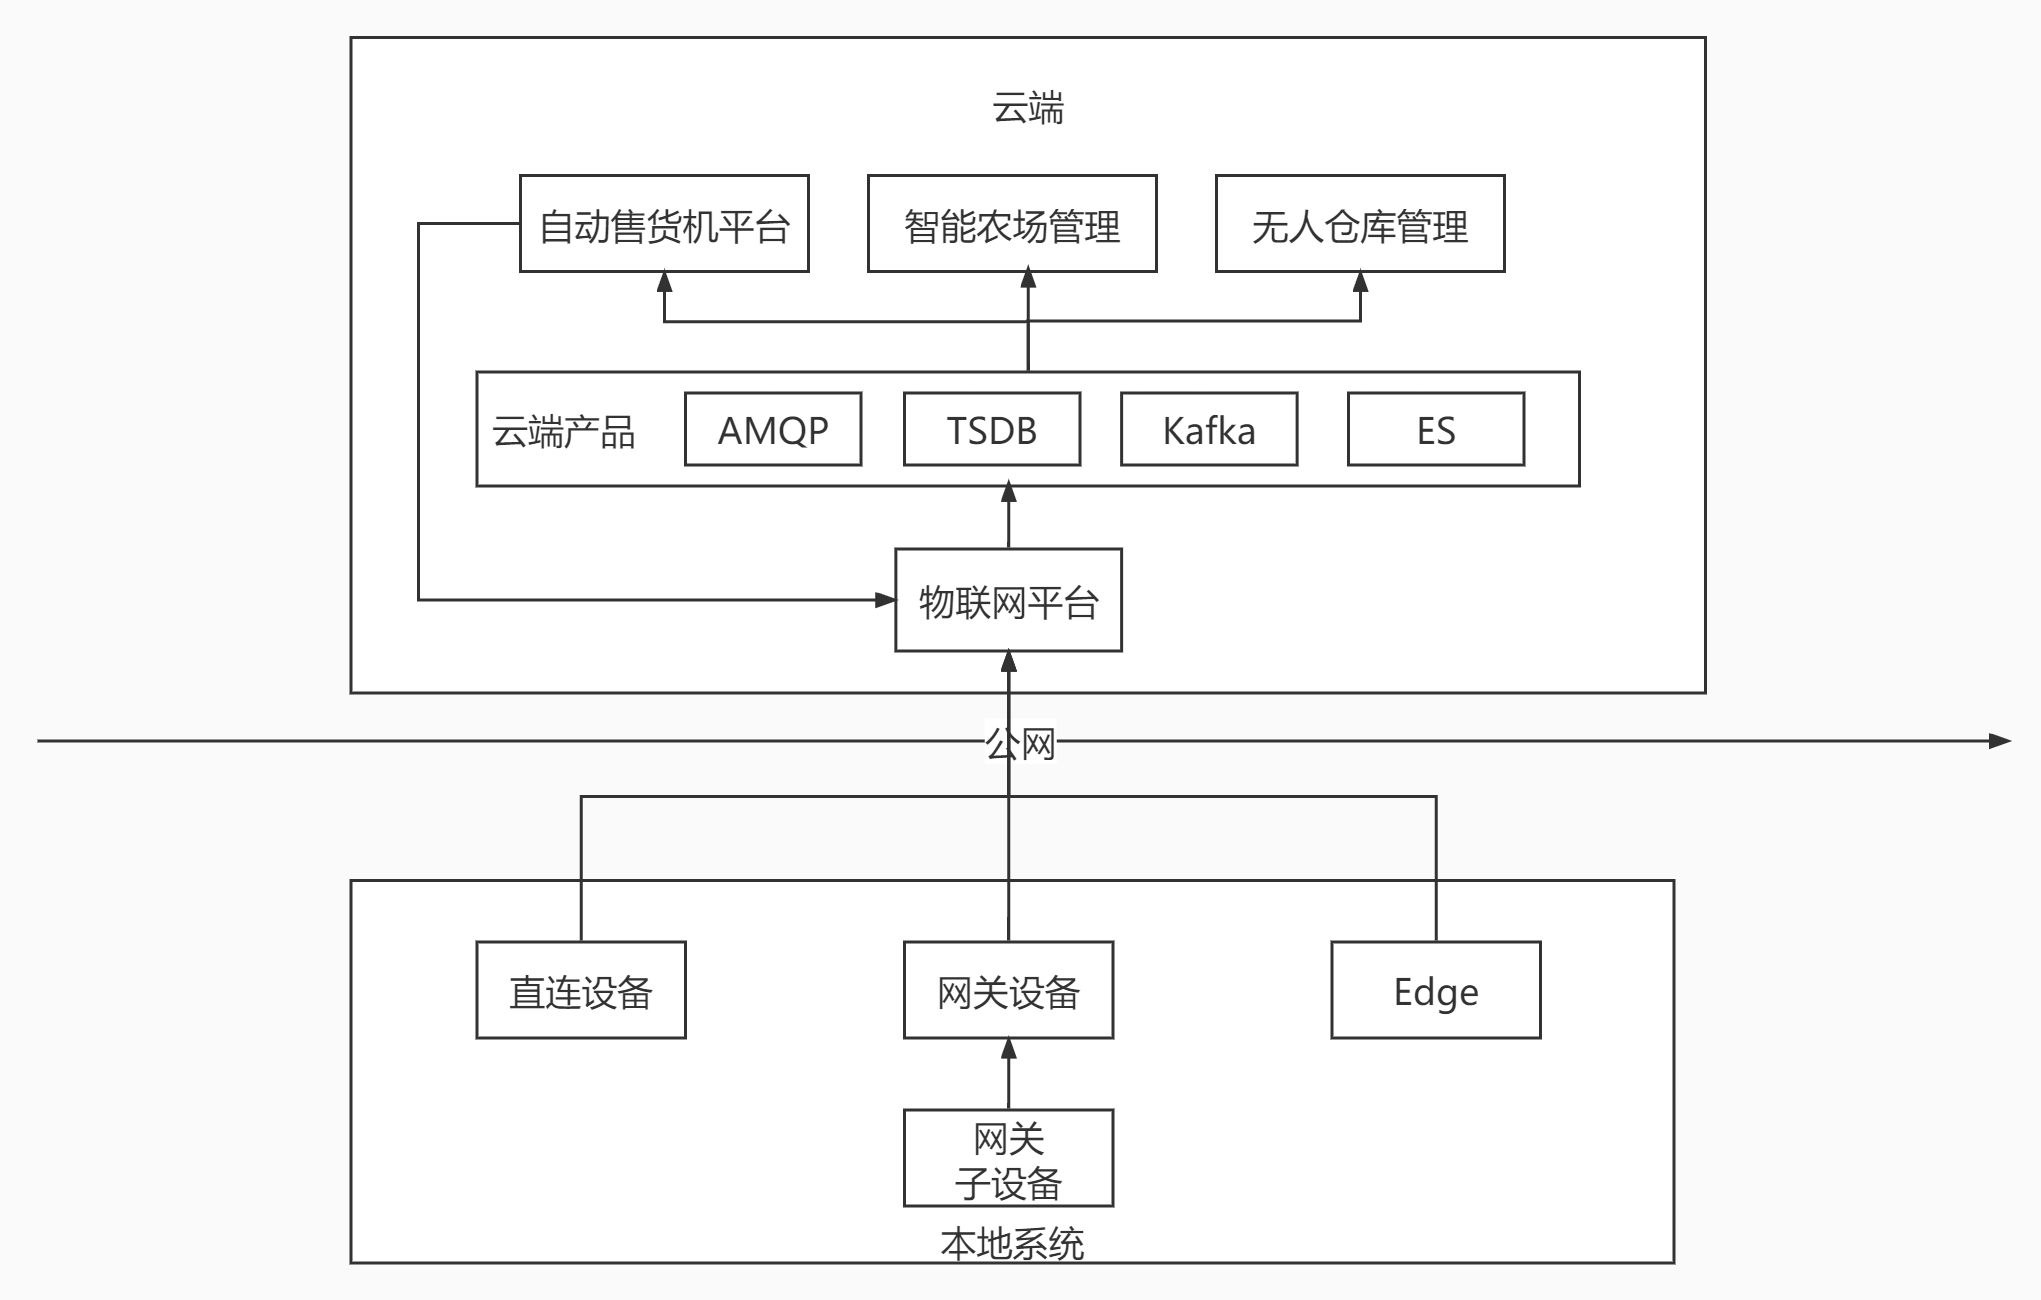 云端
自动售货机平台
智能农场管理
无人仓库管理
云端产品
AMQP
TSDB
Kafka
ES
物联网平台
公网
直连设备
网关设备
Edge
网关
子设备
本地系统